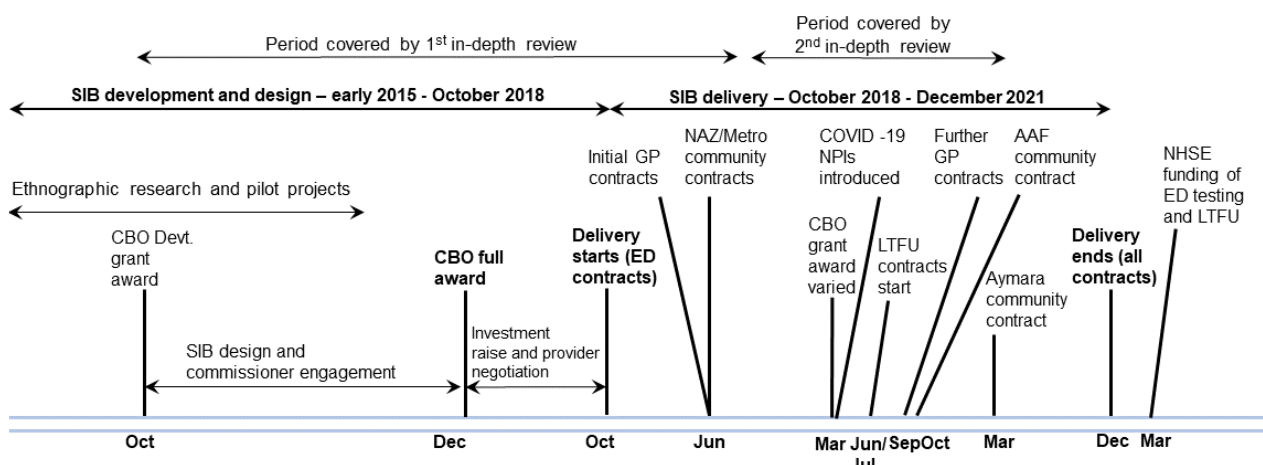 Period covered by 1st in-depth review
Period covered by
2nd in-depth review
SIB development and design – early 2015 - October 2018
SIB delivery – October 2018 - December 2021
Ethnographic research and pilot projects
CBO Devt.
grant
award
SIB design and
commissioner engagement
CBO full
award
Investment
raise and provider
negotiation
Delivery
starts (ED
contracts)
Initial GP
contracts
NAZ/Metro
community
contracts
COVID -19
NPIs
introduced
CBO
grant
award
varied
LTFU
contracts
start
Further
GP
contracts
AAF
community
contract
Aymara
community
contract
Delivery
ends (all
contracts)
NHSE
funding of
ED testing
and LTFU
Oct
Dec
Oct
Jun
Mar
Jun/
Jul
Sep
Oct
Mar
Dec
Mar